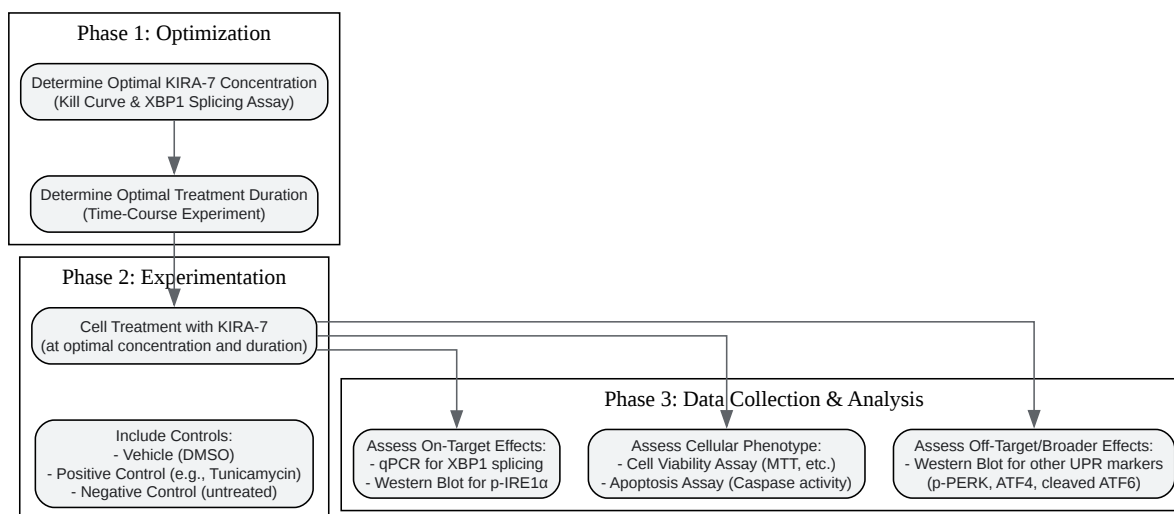 Phase 1: Optimization
Determine Optimal KIRA-7 Concentration
(Kill Curve & XBP1 Splicing Assay)
Determine Optimal Treatment Duration
(Time-Course Experiment)
Phase 2: Experimentation
Cell Treatment with KIRA-7
(at optimal concentration and duration)
Include Controls:
- Vehicle (DMSO)
- Positive Control (e.g., Tunicamycin)
- Negative Control (untreated)
Phase 3: Data Collection & Analysis
Assess On-Target Effects:
- qPCR for XBP1 splicing
- Western Blot for p-IRE1α
Assess Cellular Phenotype:
- Cell Viability Assay (MTT, etc.)
- Apoptosis Assay (Caspase activity)
Assess Off-Target/Broader Effects:
- Western Blot for other UPR markers
(p-PERK, ATF4, cleaved ATF6)